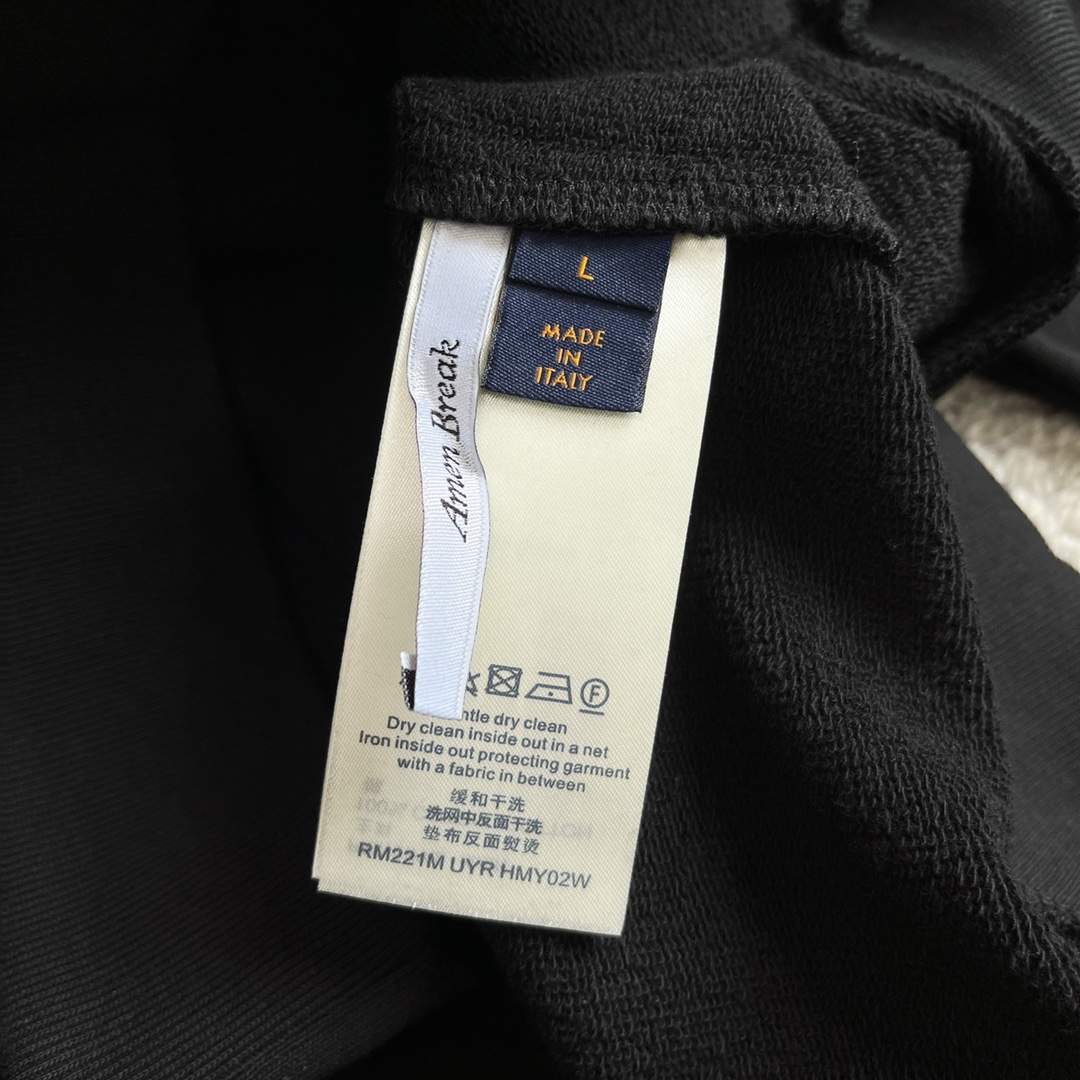 L
MADE
IN
ITALY
Amen Break
F
ntle dry clean
Dry clean inside out in a net
Iron inside out protecting garment
with a fabric in between
缓和干洗
洗网中反面干洗
垫布反面熨烫
RM221M UYR HMY02W